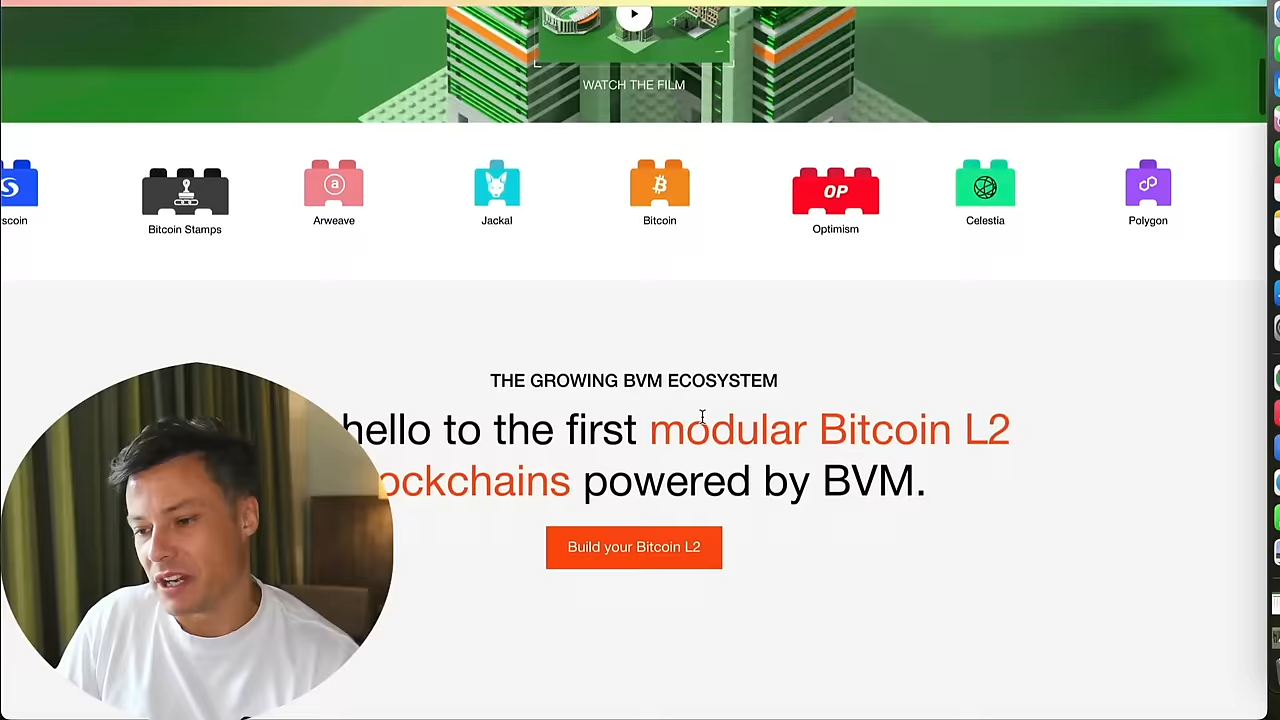 WATCH THE FILM
scoin
Bitcoin Stamps
a
Arweave
Jackal
Bitcoin
OP
Optimism
Celestia
Polygon
THE GROWING BVM ECOSYSTEM
hello to the first modular Bitcoin L2
ockchains powered by BVM.
Build your Bitcoin L2